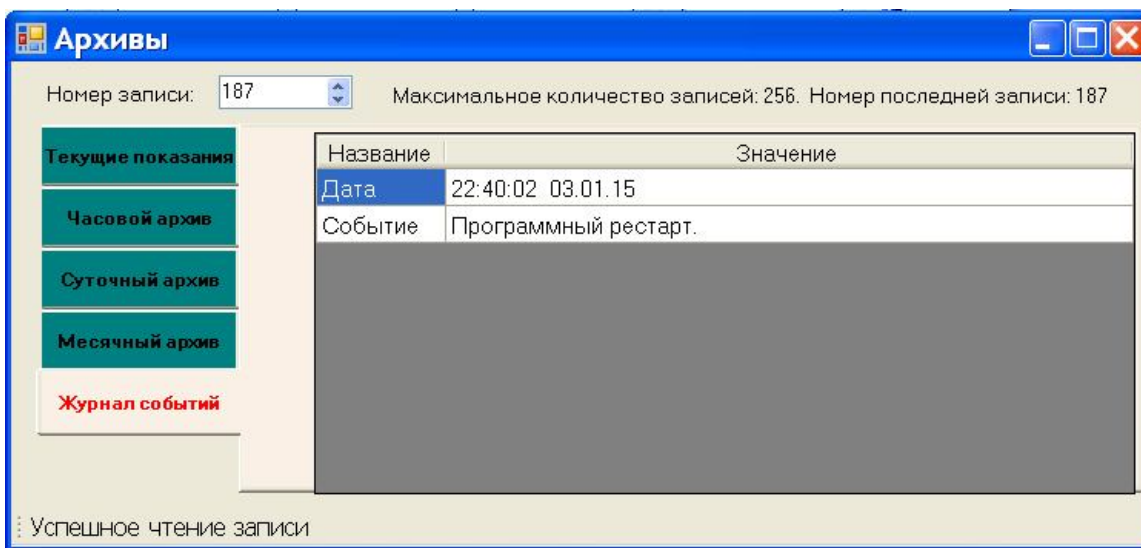 Архивы
Номер записи: 187 Максимальное количество записей: 256. Номер последней записи: 187
Текущие показания
Часовой архив
Суточный архив
Месячный архив
Журнал событий
Название Значение
Дата 22:40:02 03.01.15
Событие Программный рестарт.
Успешное чтение записи